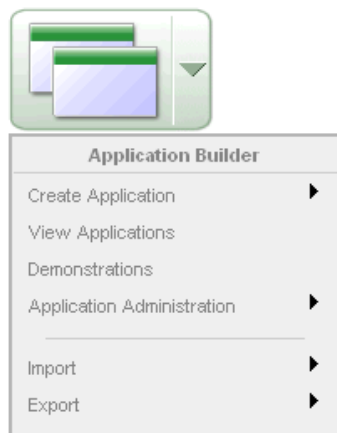 Application Builder
Create Application
View Applications
Demonstrations
Application Administration
Import
Export